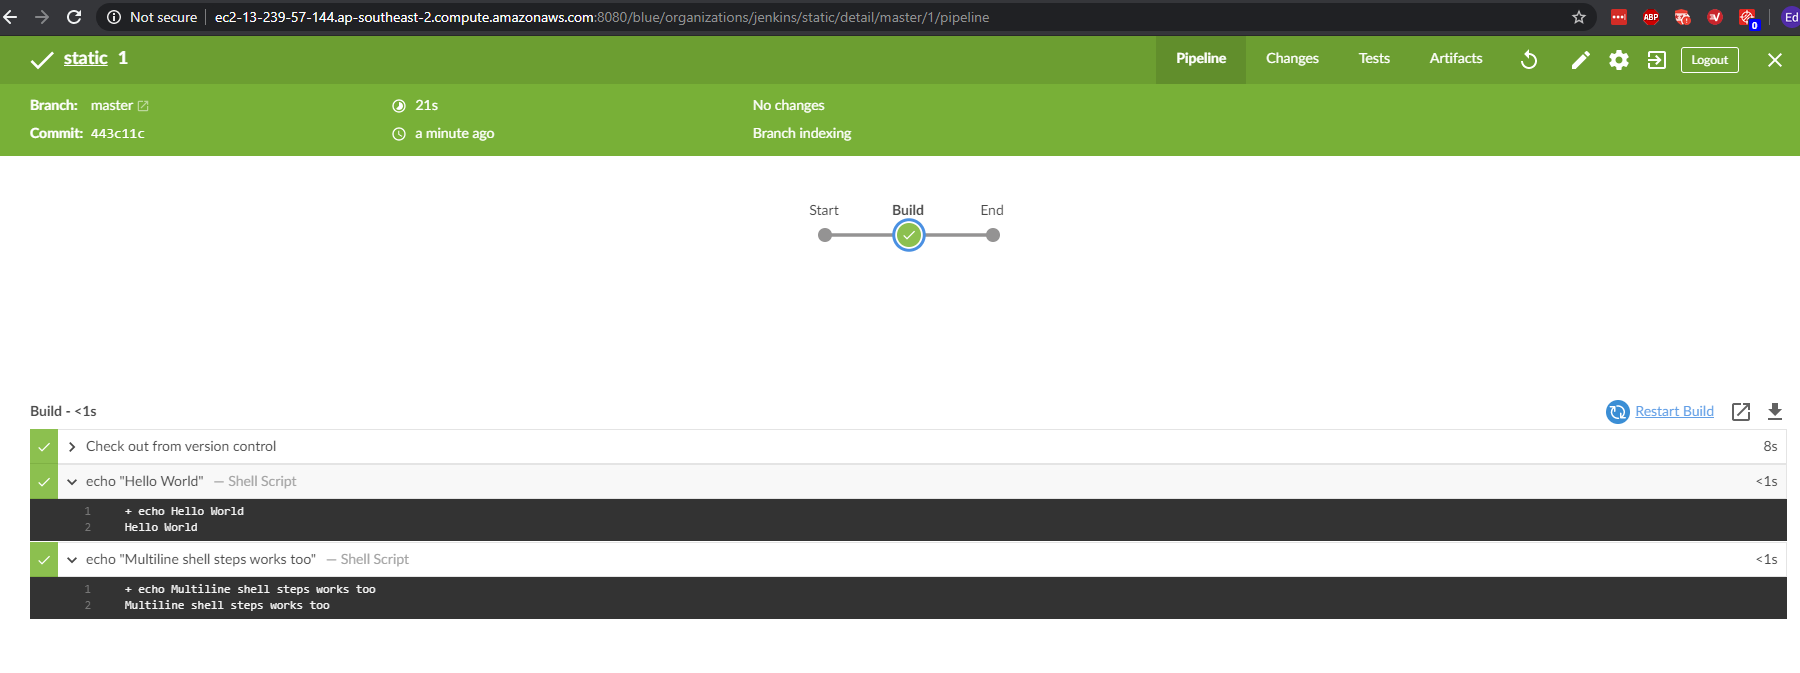 Not secure | ec2-13-239-57-144.ap-southeast-2.compute.amazonaws.com:8080/blue/organizations/jenkins/static/detail/master/1/pipeline
ABP
0
Ed
static 1
Pipeline Changes Tests Artifacts Logout
Branch: master 21s No changes
Commit: 443c11c a minute ago Branch indexing
Start Build End
Build - <1s Restart Build
Check out from version control 8s
echo "Hello World" — Shell Script <1s
1 + echo Hello World
2 Hello World
echo "Multiline shell steps works too" — Shell Script <1s
1 + echo Multiline shell steps works too
2 Multiline shell steps works too